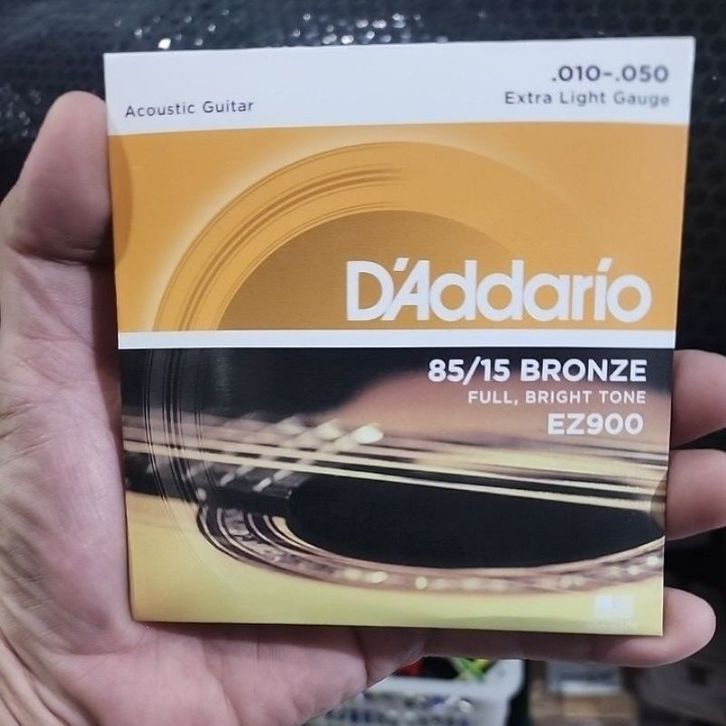 .010-.050
Acoustic Guitar
Extra Light Gauge
D'Addario
85/15 BRONZE
FULL, BRIGHT TONE
EZ900